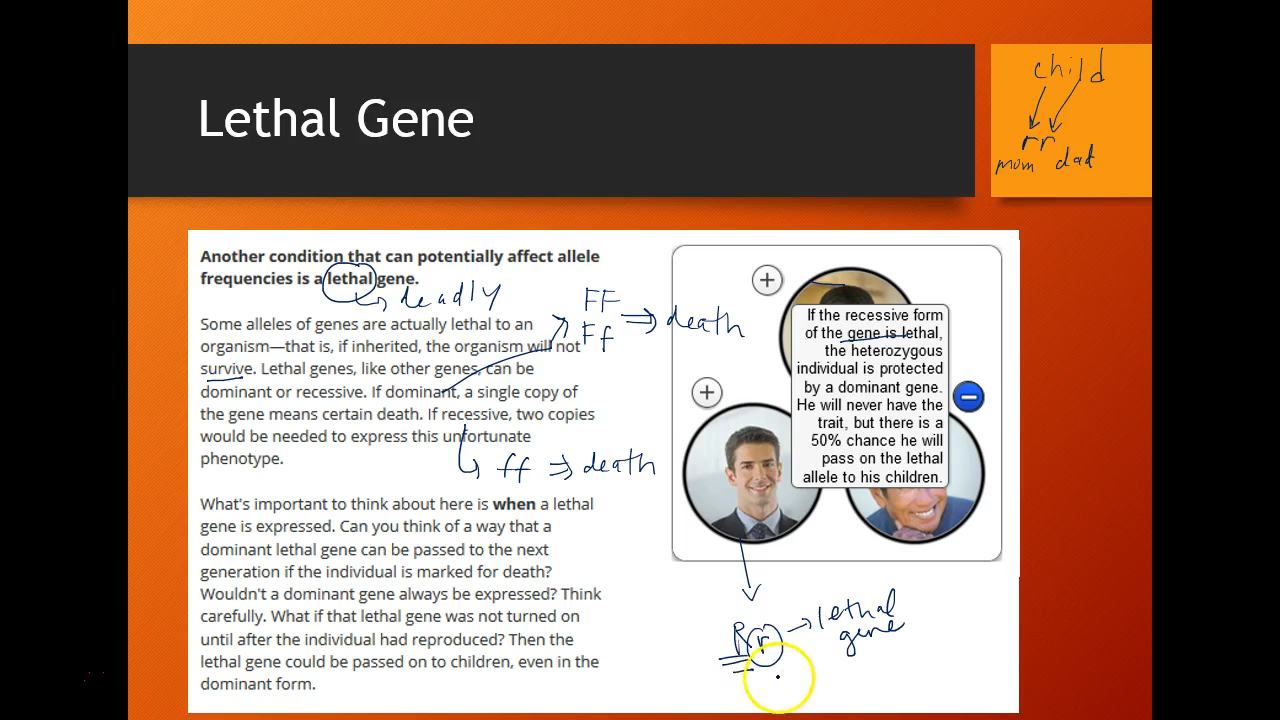 Lethal Gene
child
rr
mom dad
Another condition that can potentially affect allele
frequencies is a lethal gene.
deadly
FF
Ff
death
Some alleles of genes are actually lethal to an
organism—that is, if inherited, the organism will not
survive. Lethal genes, like other genes, can be
dominant or recessive. If dominant, a single copy of
the gene means certain death. If recessive, two copies
would be needed to express this unfortunate
phenotype.
ff ⇒ death
What's important to think about here is when a lethal
gene is expressed. Can you think of a way that a
dominant lethal gene can be passed to the next
generation if the individual is marked for death?
Wouldn't a dominant gene always be expressed? Think
carefully. What if that lethal gene was not turned on
until after the individual had reproduced? Then the
lethal gene could be passed on to children, even in the
dominant form.
If the recessive form
of the gene is lethal,
the heterozygous
individual is protected
by a dominant gene.
He will never have the
trait, but there is a
50% chance he will
pass on the lethal
allele to his children.
Rr → lethal
gene